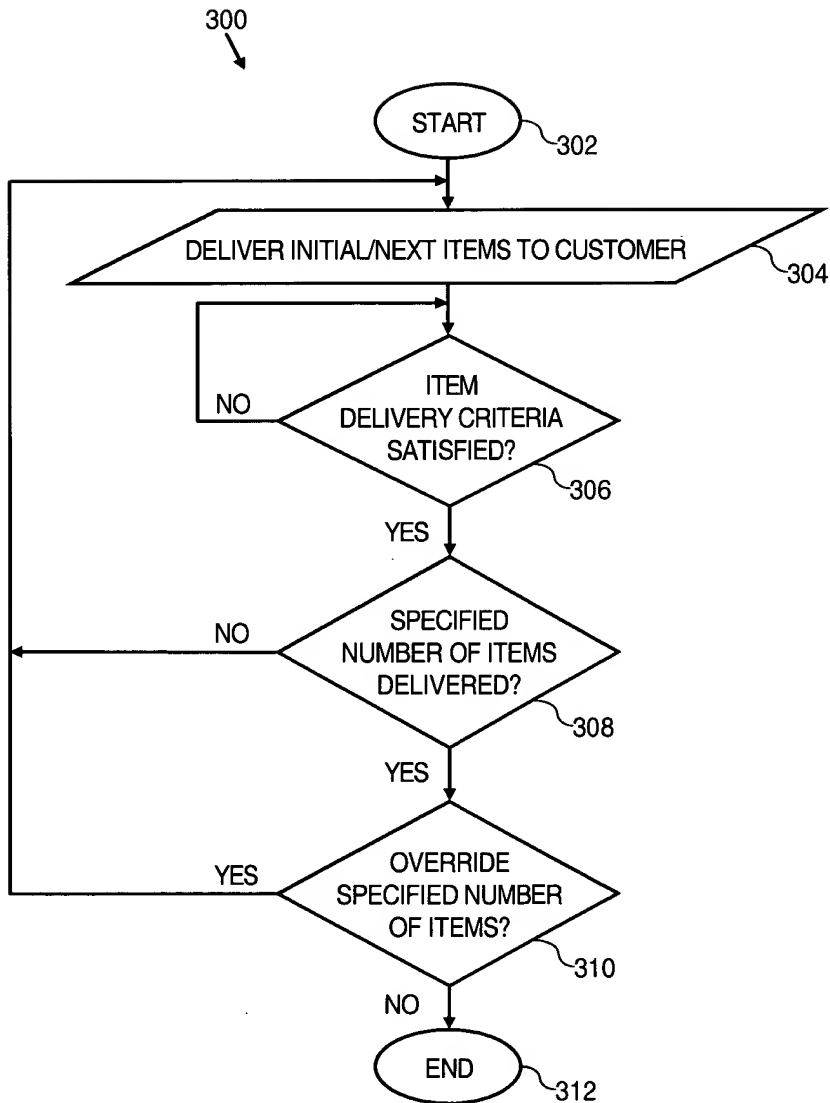 300
START
302
DELIVER INITIAL/NEXT ITEMS TO CUSTOMER
304
ITEM
DELIVERY CRITERIA
SATISFIED?
NO
306
YES
SPECIFIED
NUMBER OF ITEMS
DELIVERED?
NO
308
YES
OVERRIDE
SPECIFIED NUMBER
OF ITEMS?
YES
310
NO
END
312